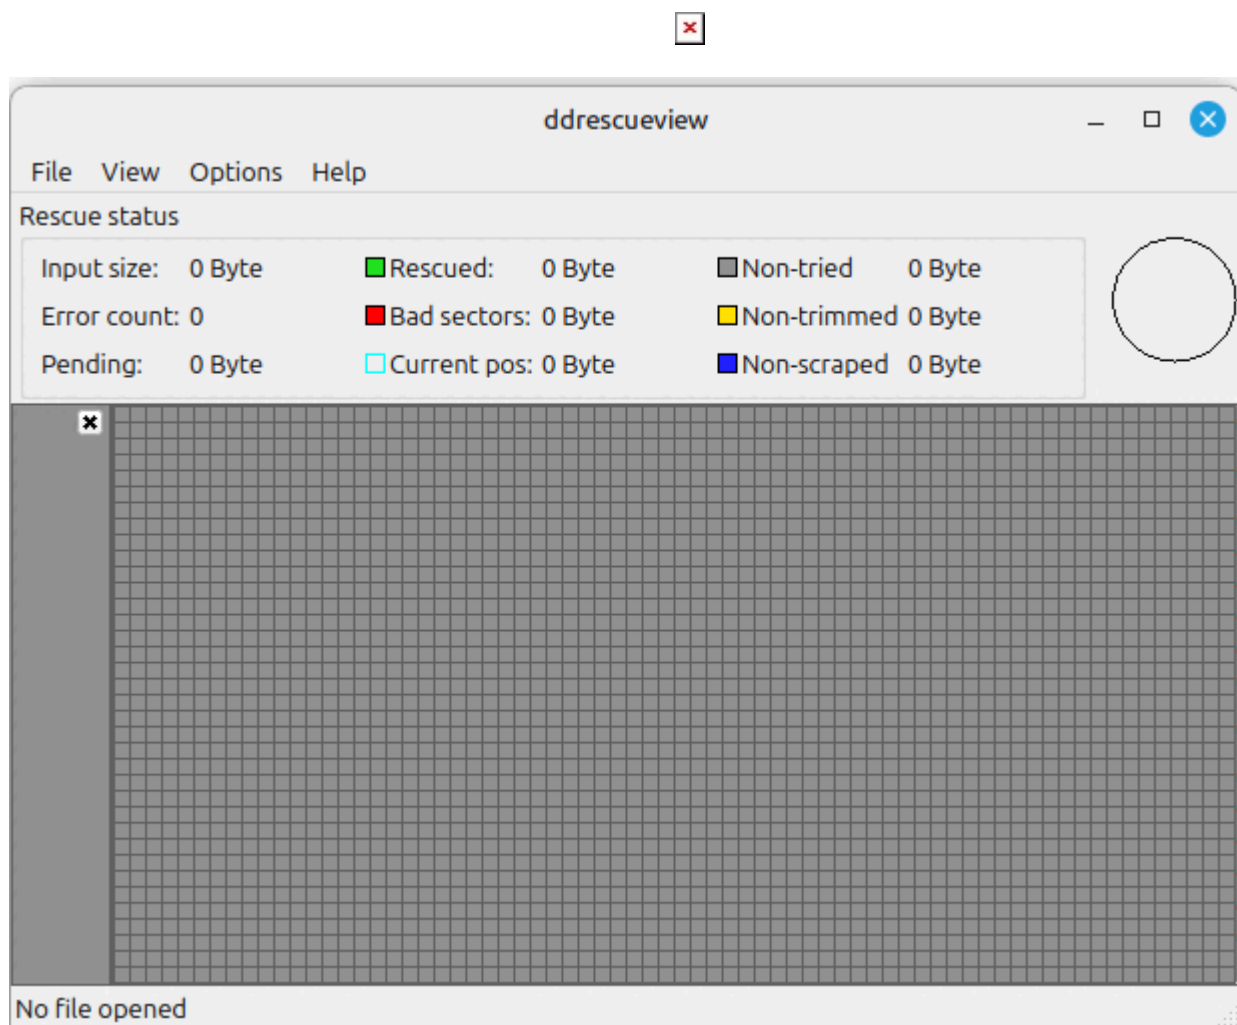 ddrescueview
File View Options Help
Rescue status
Input size: 0 Byte Rescued: 0 Byte Non-tried 0 Byte
Error count: 0 Bad sectors: 0 Byte Non-trimmed 0 Byte
Pending: 0 Byte Current pos: 0 Byte Non-scraped 0 Byte
No file opened